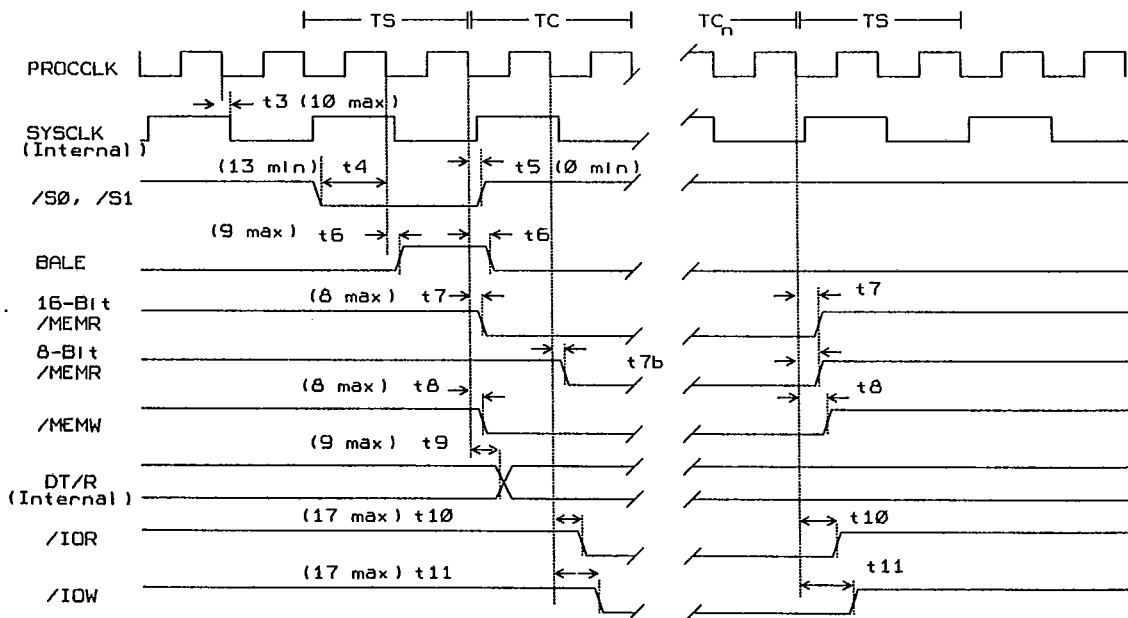 TS TC TCn TS
PROCCLK
t3 (10 max)
SYSCLK
(Internal)
(13 min) t4 t5 (0 min)
/S0, /S1
(9 max) t6 t6
BALE
16-Bit
/MEMR
(8 max) t7 t7
8-Bit
/MEMR
t7b
(8 max) t8 t8
/MEMW
(9 max) t9
DT/R
(Internal)
(17 max) t10 t10
/IOR
(17 max) t11 t11
/IOW